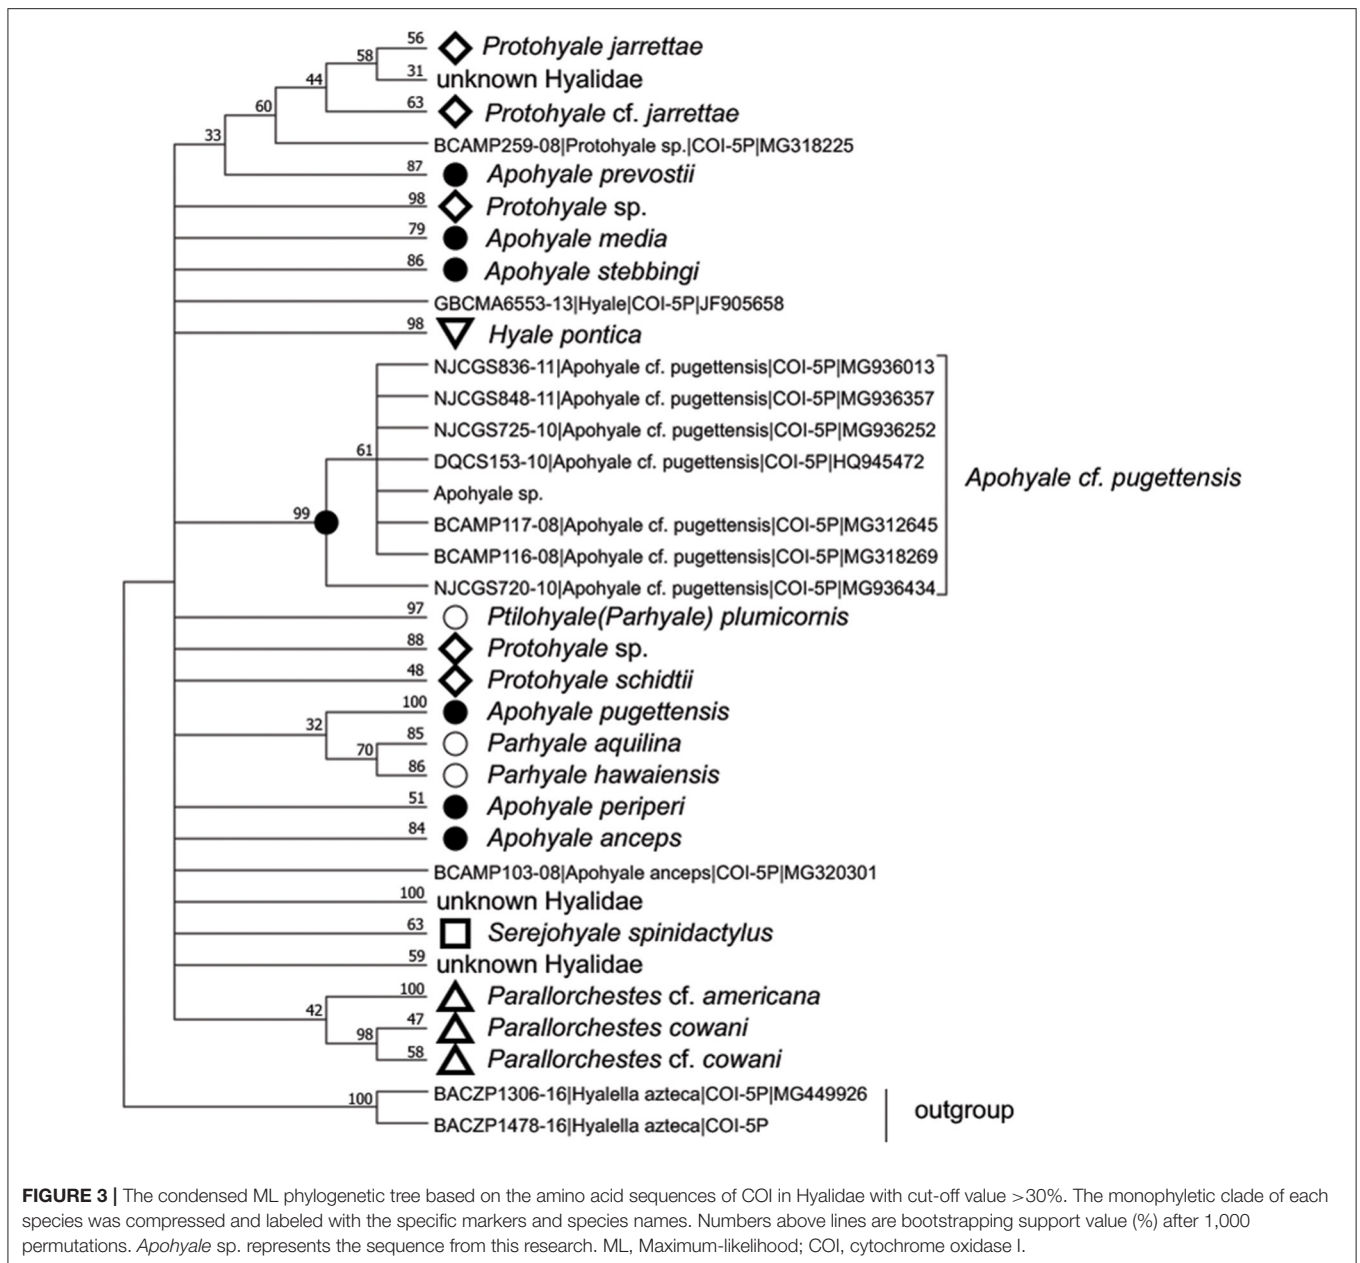 56
Protohyale jarrettae
58
31
unknown Hyalidae
44
63
Protohyale cf. jarrettae
60
BCAMP259-08|Protohyale sp.|COI-5P|MG318225
33
87
Apohyale prevostii
98
Protohyale sp.
79
Apohyale media
86
Apohyale stebbingi
GBCMA6553-13|Hyale|COI-5P|JF905658
98
Hyale pontica
NJCGS836-11|Apohyale cf. pugettensis|COI-5P|MG936013
NJCGS848-11|Apohyale cf. pugettensis|COI-5P|MG936357
NJCGS725-10|Apohyale cf. pugettensis|COI-5P|MG936252
61
DQCS153-10|Apohyale cf. pugettensis|COI-5P|HQ945472
Apohyale cf. pugettensis
Apohyale sp.
99
BCAMP117-08|Apohyale cf. pugettensis|COI-5P|MG312645
BCAMP116-08|Apohyale cf. pugettensis|COI-5P|MG318269
NJCGS720-10|Apohyale cf. pugettensis|COI-5P|MG936434
97
Ptilohyale(Parhyale) plumicornis
88
Protohyale sp.
48
Protohyale schidtii
100
Apohyale pugettensis
32
85
Parhyale aquilina
70
86
Parhyale hawaiensis
51
Apohyale periperi
84
Apohyale anceps
BCAMP103-08|Apohyale anceps|COI-5P|MG320301
100
unknown Hyalidae
63
Serejohyale spinidactylus
59
unknown Hyalidae
100
Parallorchestes cf. americana
42
47
Parallorchestes cowani
98
58
Parallorchestes cf. cowani
BACZP1306-16|Hyalella azteca|COI-5P|MG449926
100
outgroup
BACZP1478-16|Hyalella azteca|COI-5P
FIGURE 3 | The condensed ML phylogenetic tree based on the amino acid sequences of COI in Hyalidae with cut-off value >30%. The monophyletic clade of each
species was compressed and labeled with the specific markers and species names. Numbers above lines are bootstrapping support value (%) after 1,000
permutations. Apohyale sp. represents the sequence from this research. ML, Maximum-likelihood; COI, cytochrome oxidase I.